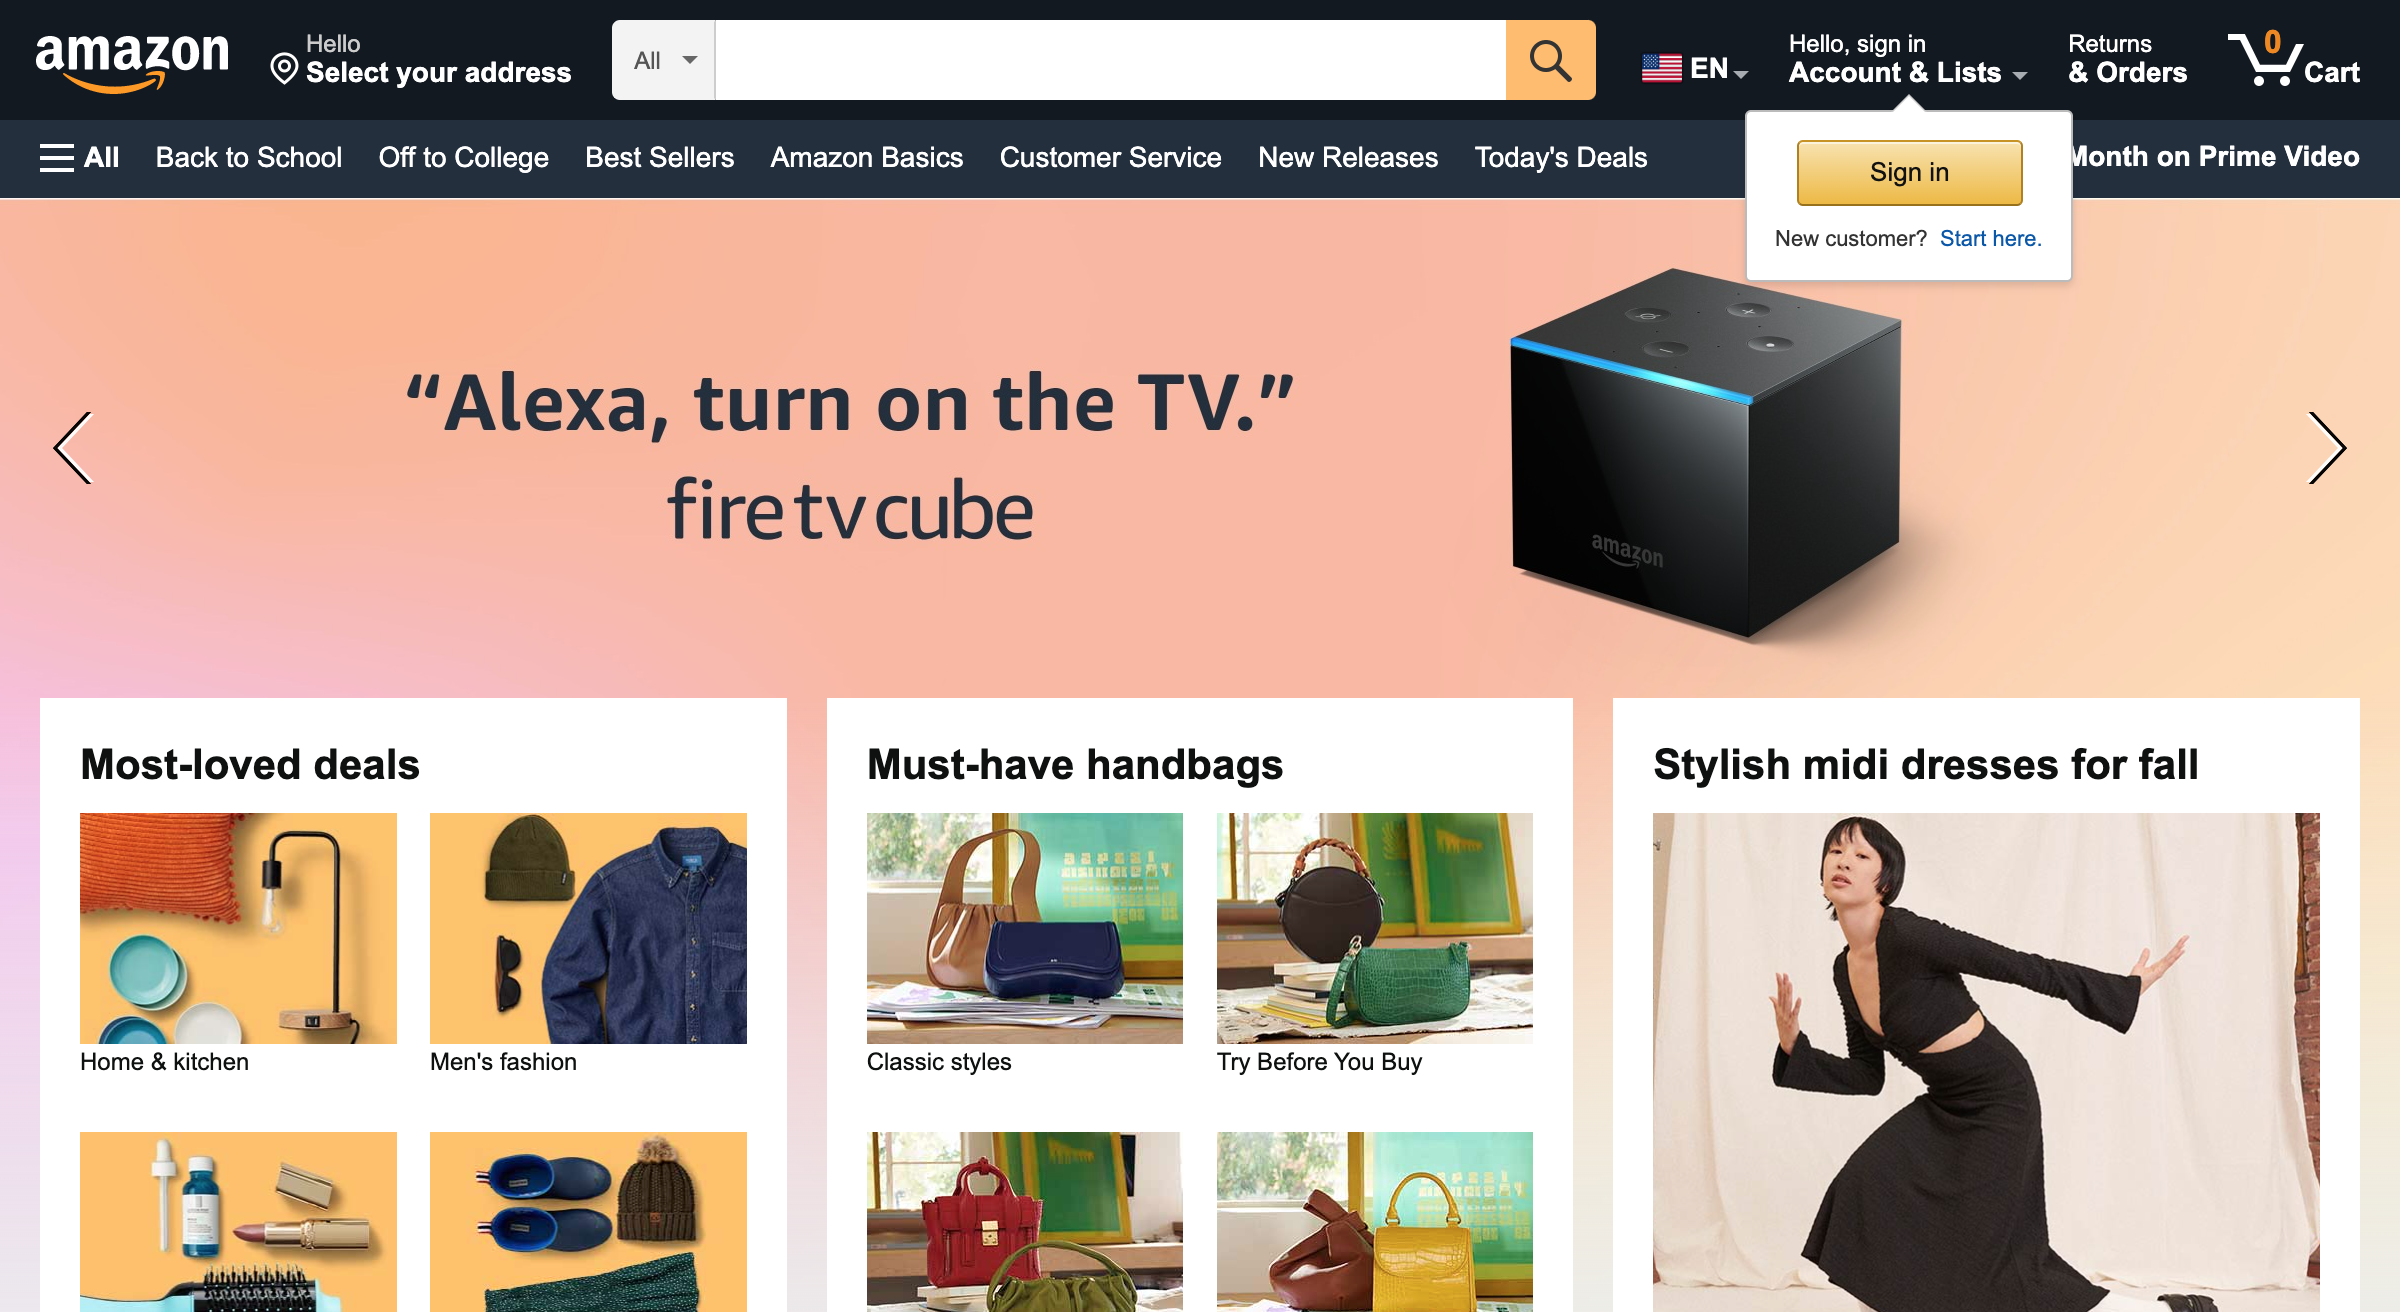 amazon
Hello
Select your address
All
EN
Hello, sign in
Account & Lists
Returns
& Orders
0
Cart
All
Back to School
Off to College
Best Sellers
Amazon Basics
Customer Service
New Releases
Today's Deals
Month on Prime Video
Sign in
New customer? Start here.
“Alexa, turn on the TV.”
fire tv cube
amazon
Most-loved deals
Must-have handbags
Stylish midi dresses for fall
Home & kitchen
Men's fashion
Classic styles
Try Before You Buy